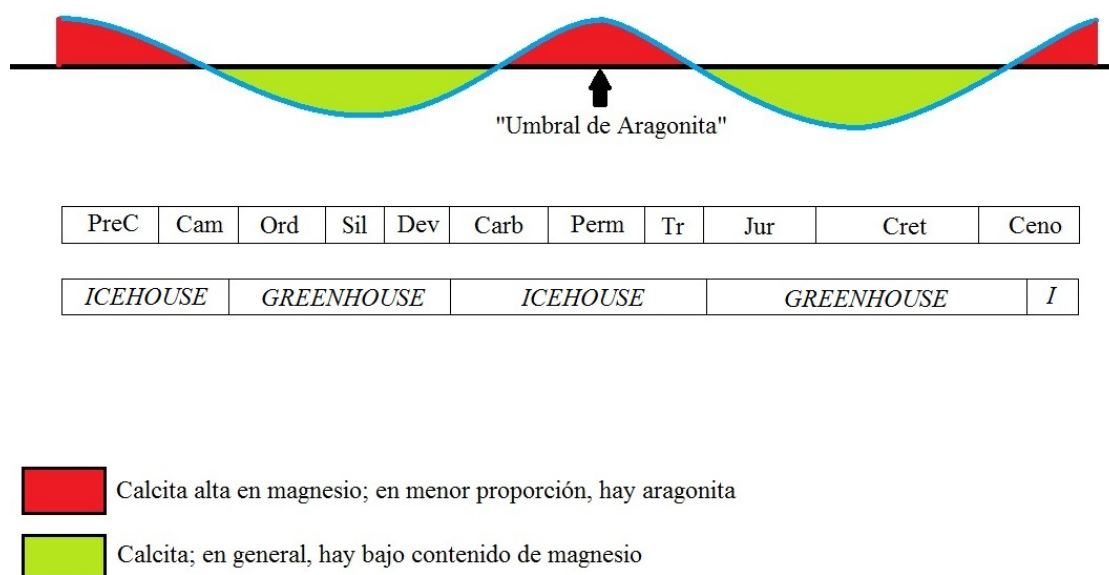 "Umbral de Aragonita"
PreC Cam Ord Sil Dev Carb Perm Tr Jur Cret Ceno
ICEHOUSE GREENHOUSE ICEHOUSE GREENHOUSE I
Calcita alta en magnesio; en menor proporción, hay aragonita
Calcita; en general, hay bajo contenido de magnesio